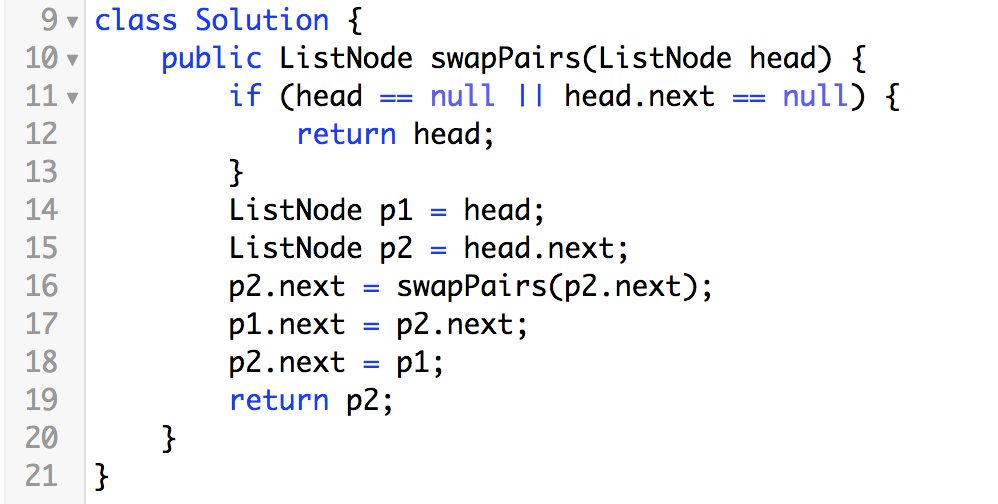 9 class Solution {
10     public ListNode swapPairs(ListNode head) {
11         if (head == null || head.next == null) {
12             return head;
13         }
14         ListNode p1 = head;
15         ListNode p2 = head.next;
16         p2.next = swapPairs(p2.next);
17         p1.next = p2.next;
18         p2.next = p1;
19         return p2;
20     }
21 }